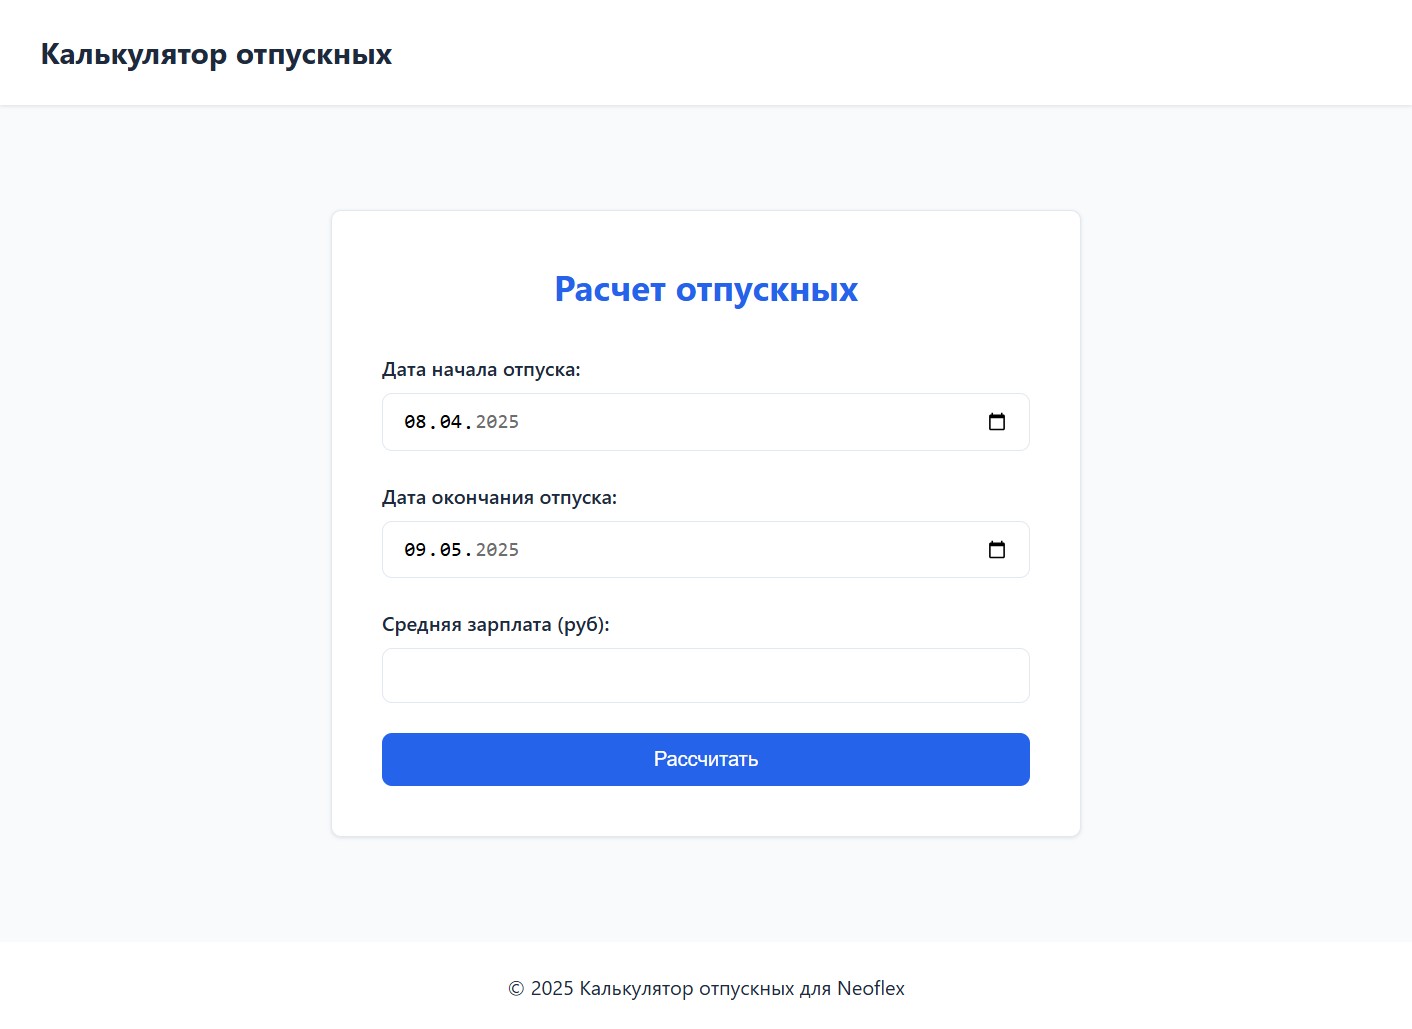 Калькулятор отпускных
Расчет отпускных
Дата начала отпуска:
08.04.2025
Дата окончания отпуска:
09.05.2025
Средняя зарплата (руб):
Рассчитать
© 2025 Калькулятор отпускных для Neoflex